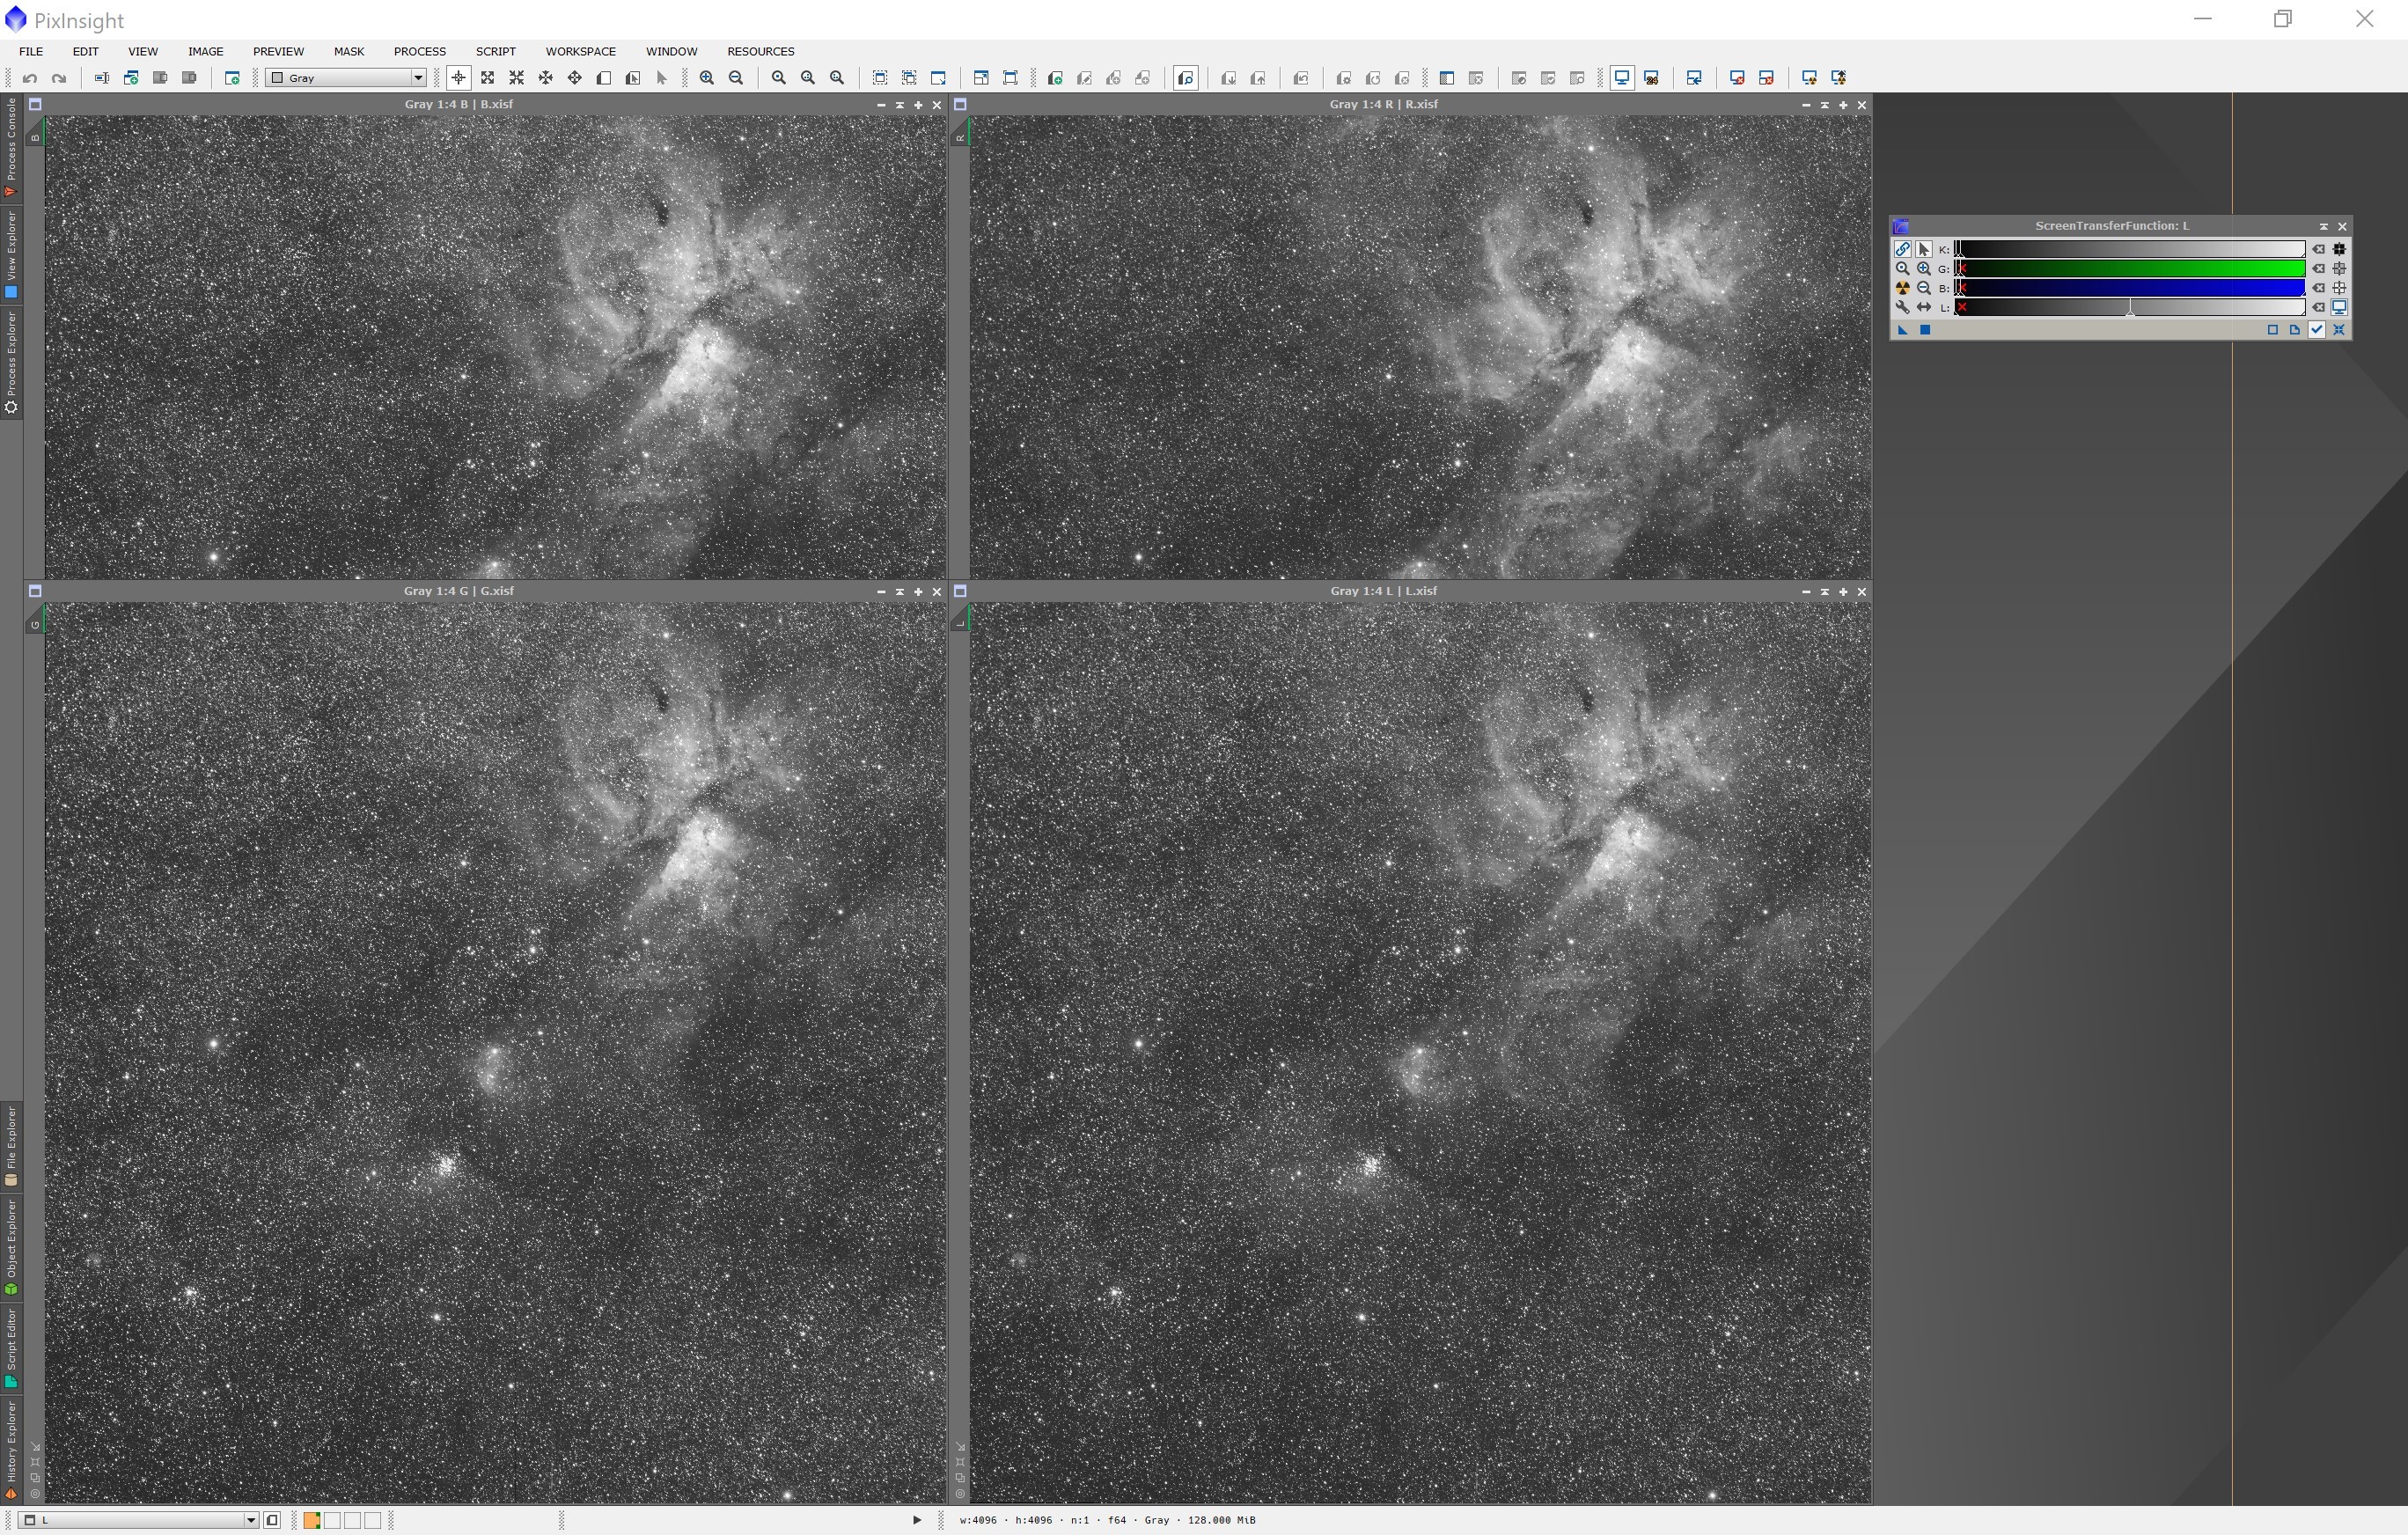 PixInsight
FILE EDIT VIEW IMAGE PREVIEW MASK PROCESS SCRIPT WORKSPACE WINDOW RESOURCES
Gray
Process Console
View Explorer
Process Explorer
File Explorer
Object Explorer
Script Editor
History Explorer
Gray 1:4 B | B.xisf
B
Gray 1:4 R | R.xisf
R
Gray 1:4 G | G.xisf
G
Gray 1:4 L | L.xisf
L
ScreenTransferFunction: L
K:
G:
B:
L:
L
w:4096 · h:4096 · n:1 · f64 · Gray · 128.000 MiB